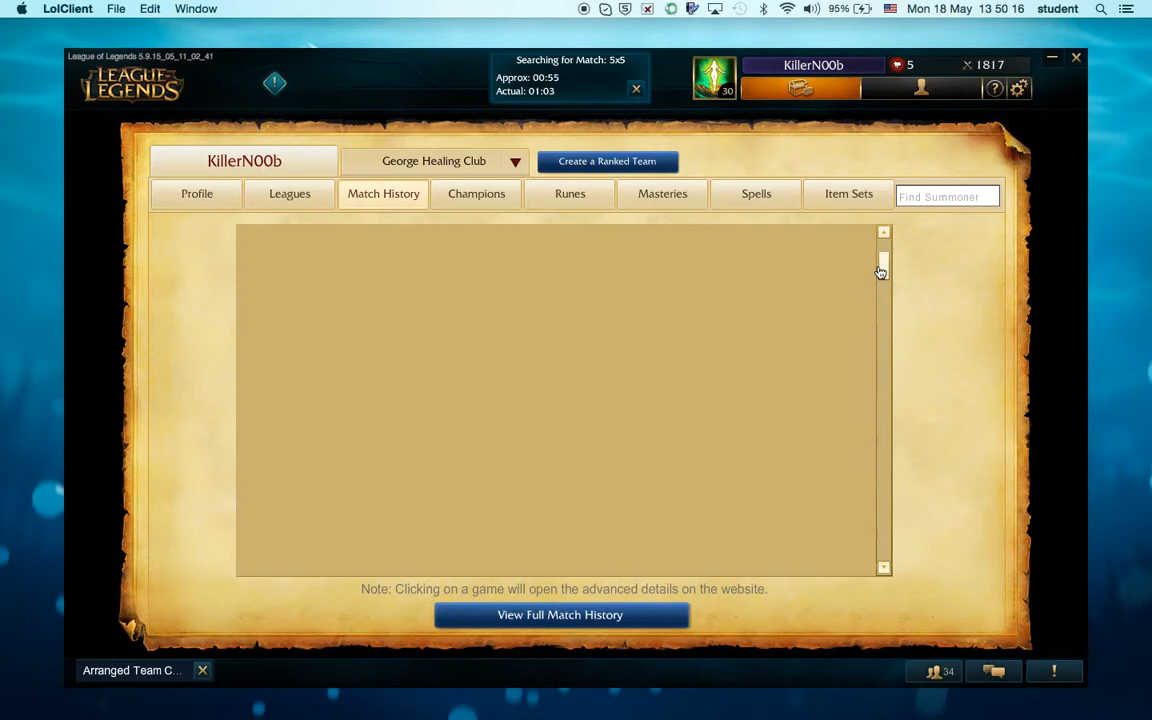 LolClient File Edit Window 95% Mon 18 May 13 50 16 student
League of Legends 5.9.15_05_11_02_41
LEAGUE OF LEGENDS
Searching for Match: 5x5
Approx: 00:55
Actual: 01:03
30
KillerN00b 5 1817
?
KillerN00b George Healing Club Create a Ranked Team
Profile Leagues Match History Champions Runes Masteries Spells Item Sets Find Summoner
Note: Clicking on a game will open the advanced details on the website.
View Full Match History
Arranged Team C... 34